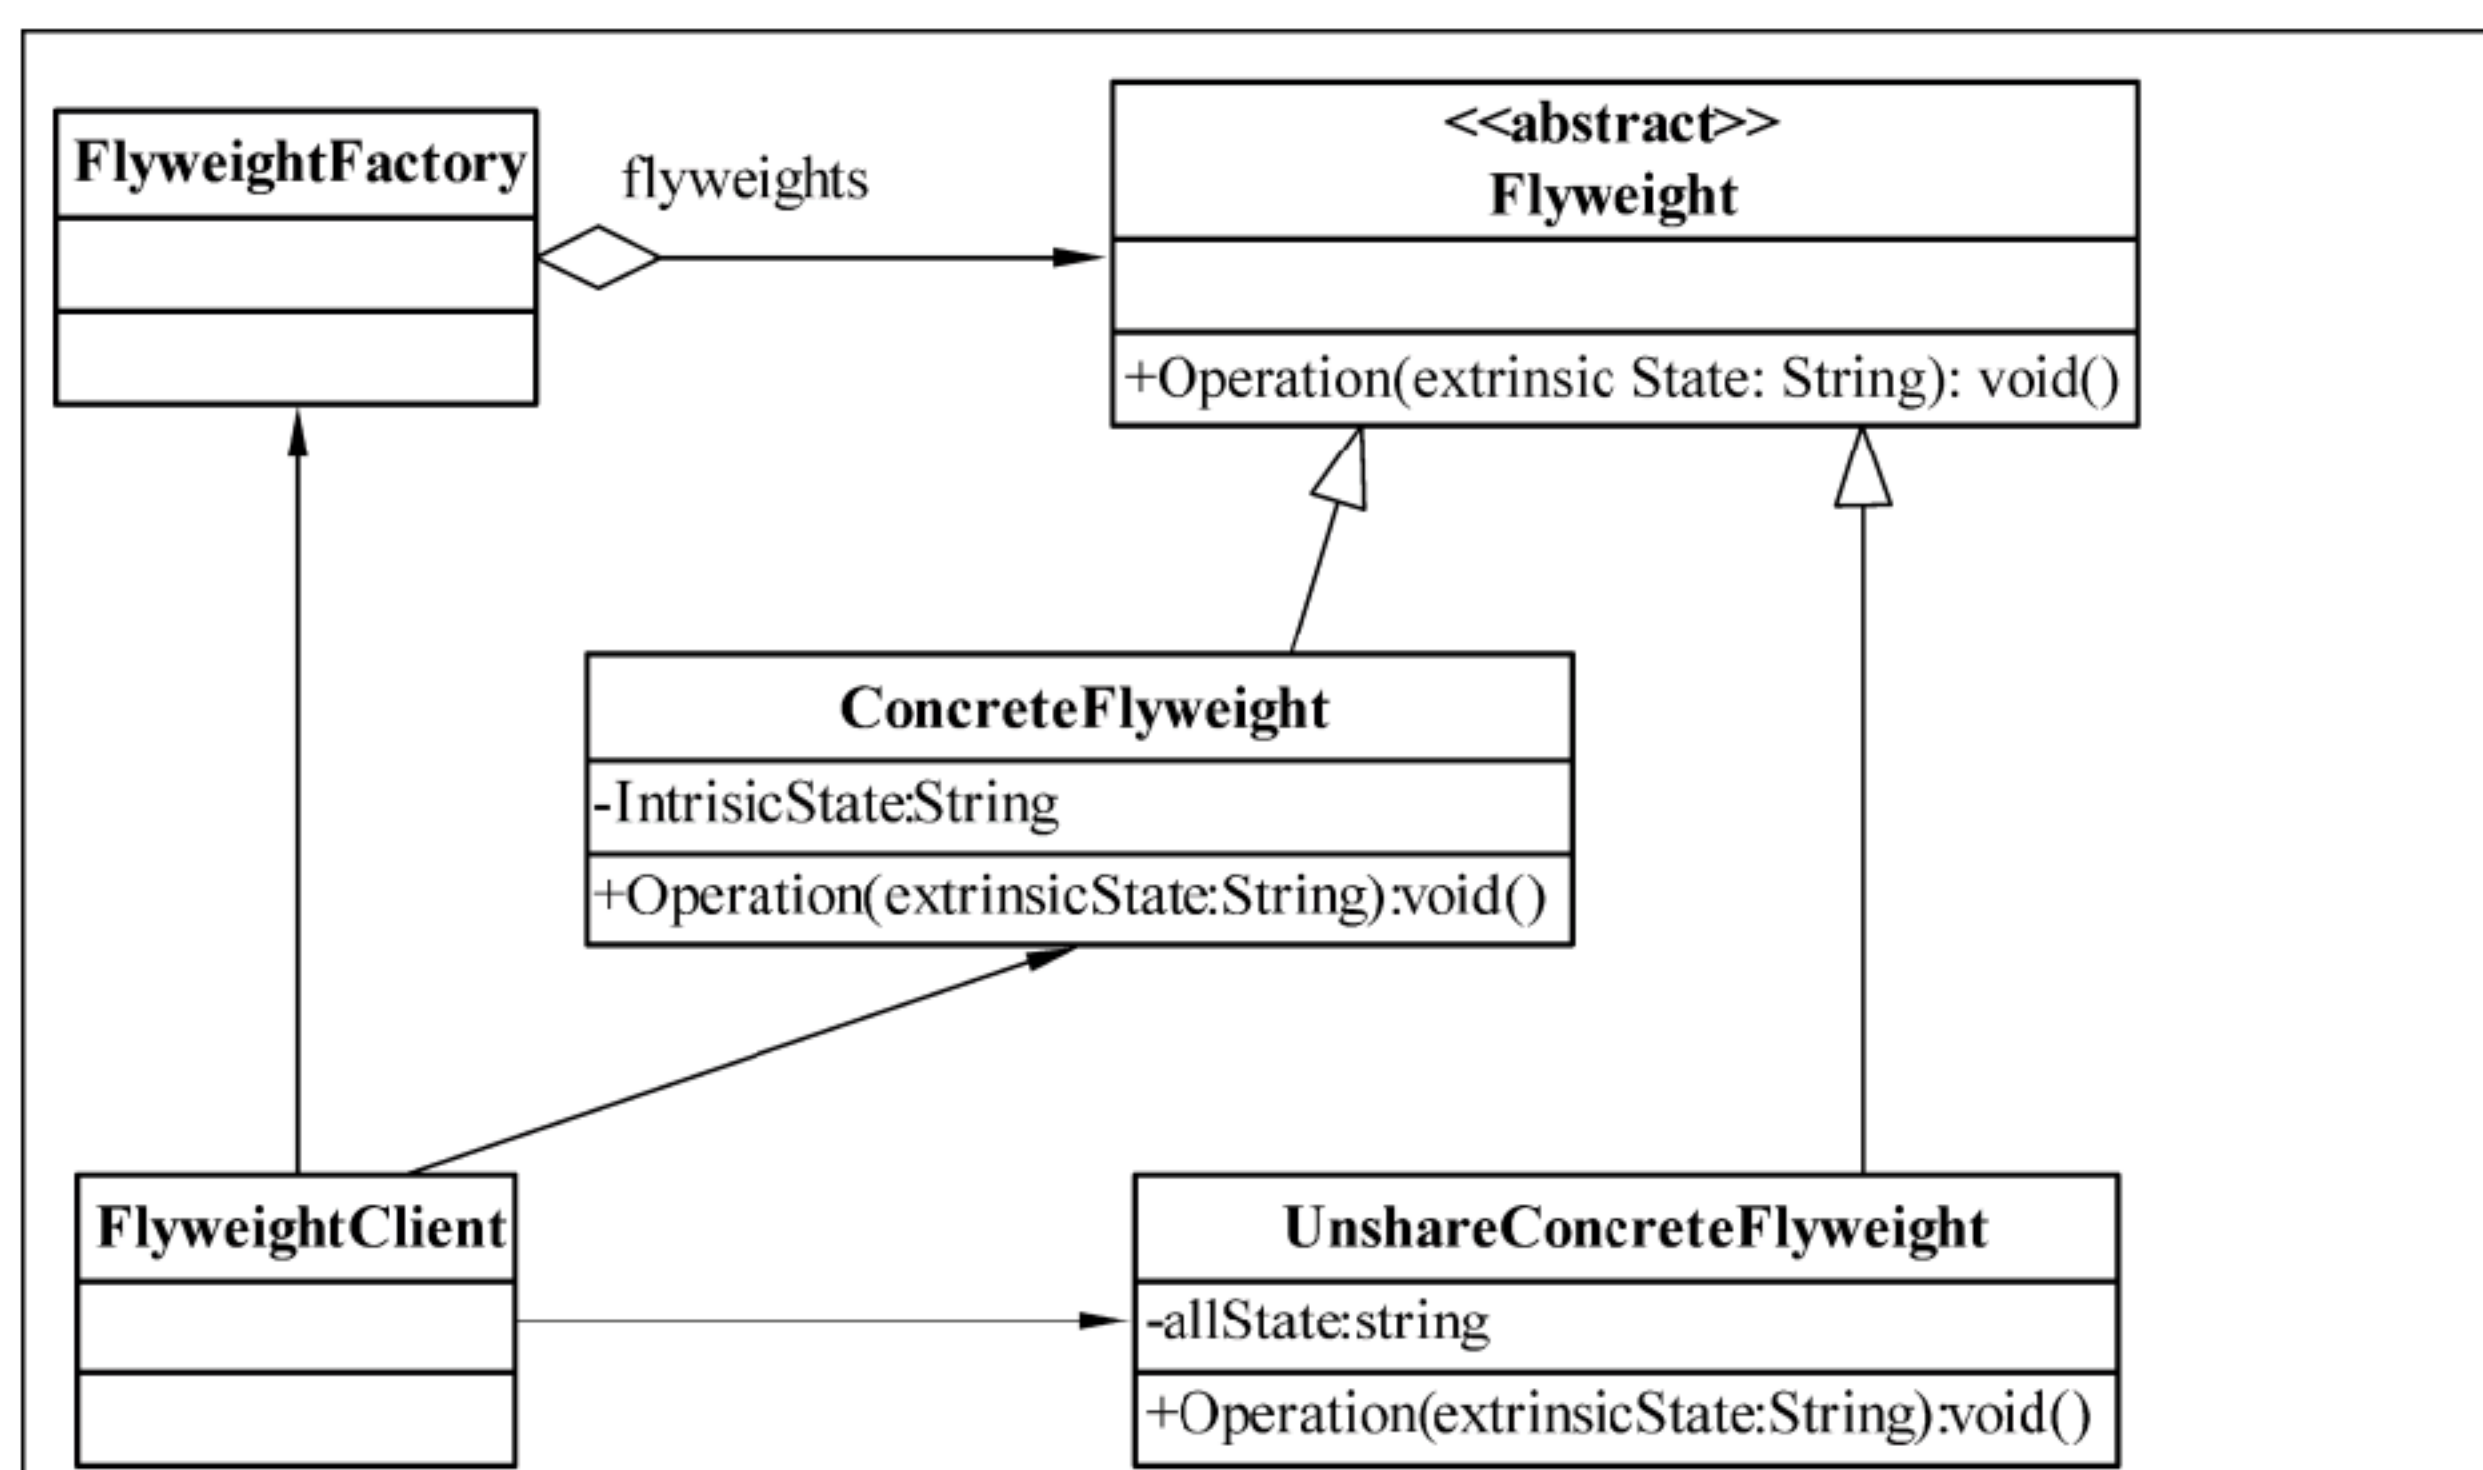 FlyweightFactory
flyweights
<<abstract>>
Flyweight
+Operation(extrinsic State: String): void()
ConcreteFlyweight
-IntrisicState:String
+Operation(extrinsicState:String):void()
FlyweightClient
UnshareConcreteFlyweight
-allState:string
+Operation(extrinsicState:String):void()